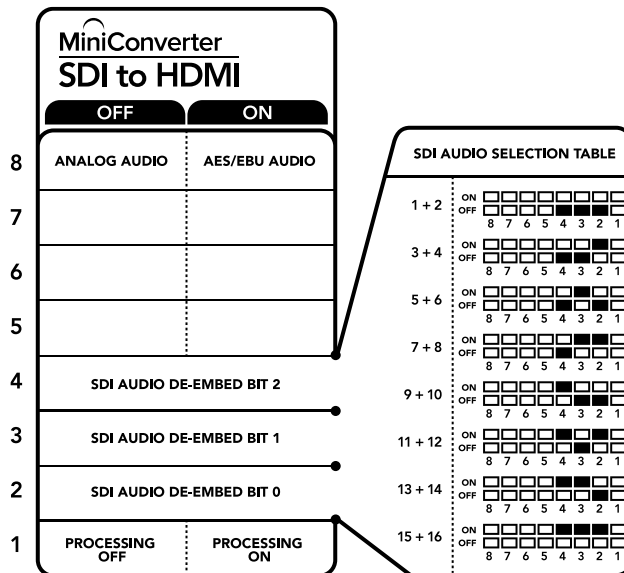 MiniConverter
SDI to HDMI
OFF ON
8 ANALOG AUDIO AES/EBU AUDIO
7
6
5
4 SDI AUDIO DE-EMBED BIT 2
3 SDI AUDIO DE-EMBED BIT 1
2 SDI AUDIO DE-EMBED BIT 0
1 PROCESSING OFF PROCESSING ON
SDI AUDIO SELECTION TABLE
1 + 2 ON
OFF
8 7 6 5 4 3 2 1
3 + 4 ON
OFF
8 7 6 5 4 3 2 1
5 + 6 ON
OFF
8 7 6 5 4 3 2 1
7 + 8 ON
OFF
8 7 6 5 4 3 2 1
9 + 10 ON
OFF
8 7 6 5 4 3 2 1
11 + 12 ON
OFF
8 7 6 5 4 3 2 1
13 + 14 ON
OFF
8 7 6 5 4 3 2 1
15 + 16 ON
OFF
8 7 6 5 4 3 2 1